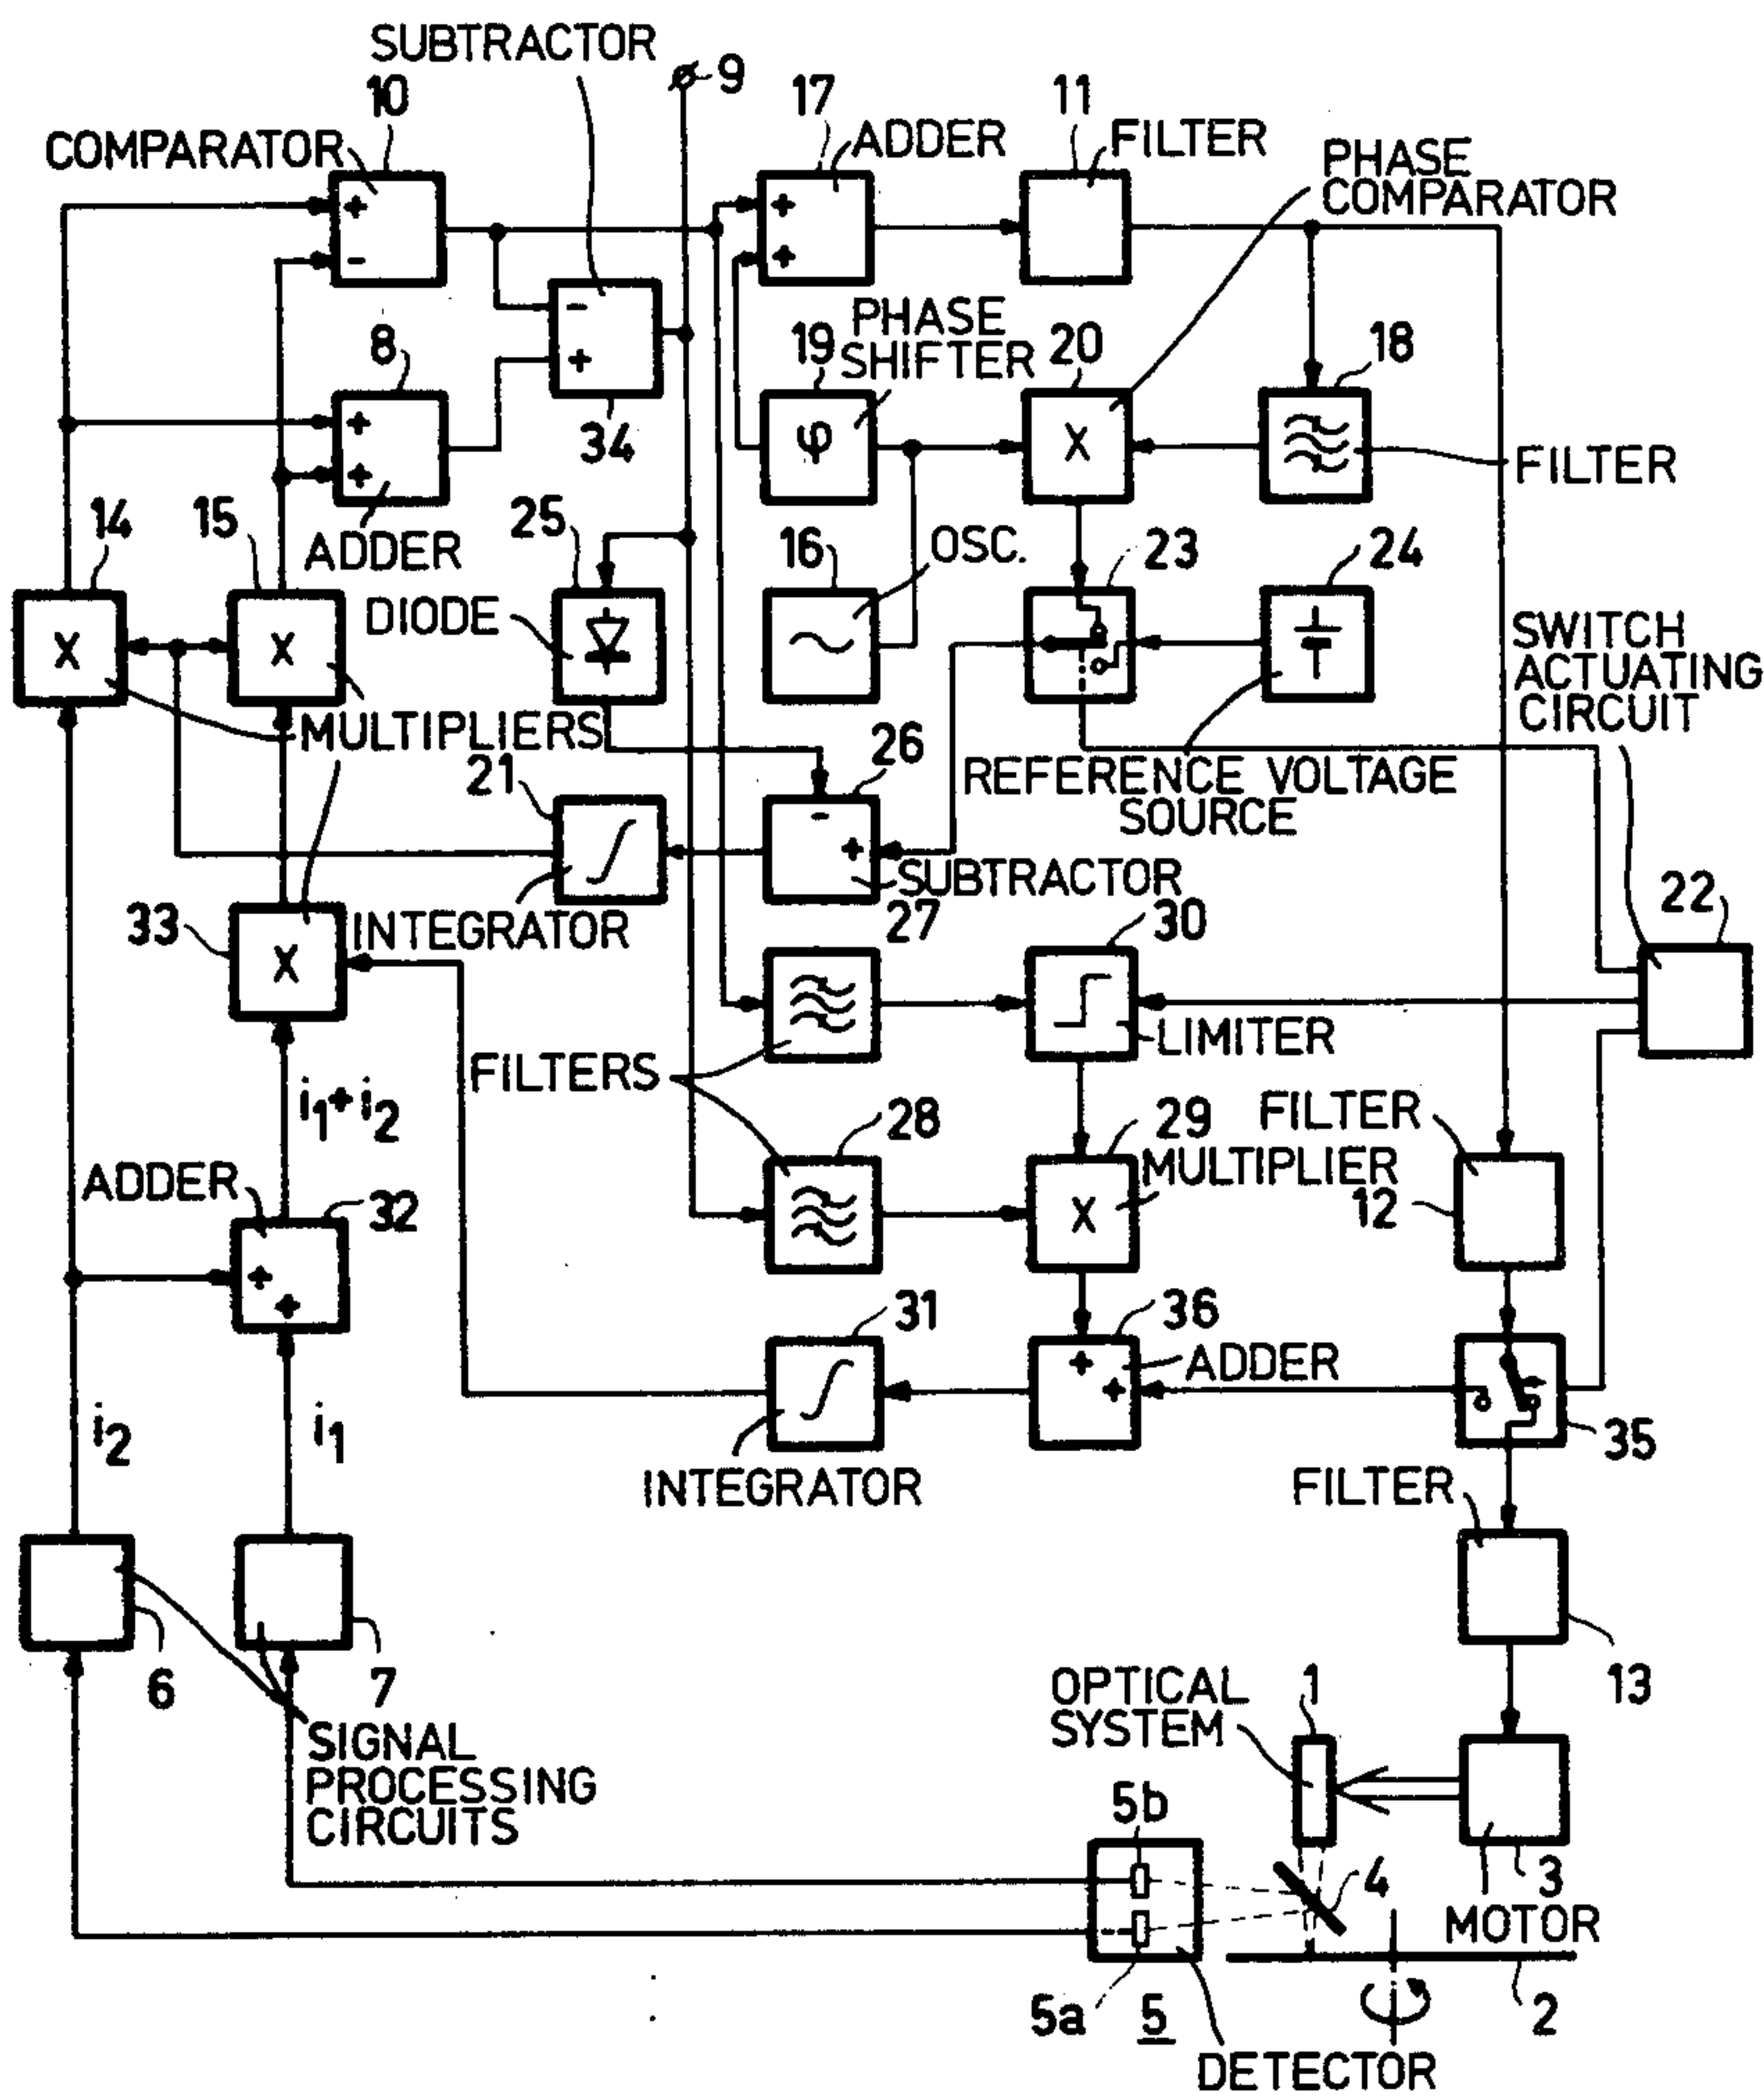 SUBTRACTOR
9
10
17
11
COMPARATOR
ADDER
FILTER
PHASE
COMPARATOR
+
-
+
+
-
+
34
8
+
+
ADDER
PHASE
SHIFTER
19
φ
20
X
18
FILTER
14
15
25
16
OSC.
23
24
X
X
DIODE
SWITCH
ACTUATING
CIRCUIT
MULTIPLIERS
21
26
-
+
SUBTRACTOR
REFERENCE VOLTAGE
SOURCE
INTEGRATOR
33
X
27
30
22
LIMITER
FILTERS
i1+i2
28
29
MULTIPLIER
X
FILTER
12
ADDER
32
+
+
31
36
+
+
ADDER
35
i2
i1
INTEGRATOR
FILTER
6
7
13
SIGNAL
PROCESSING
CIRCUITS
OPTICAL
SYSTEM
1
5b
4
3
MOTOR
5a
5
2
DETECTOR